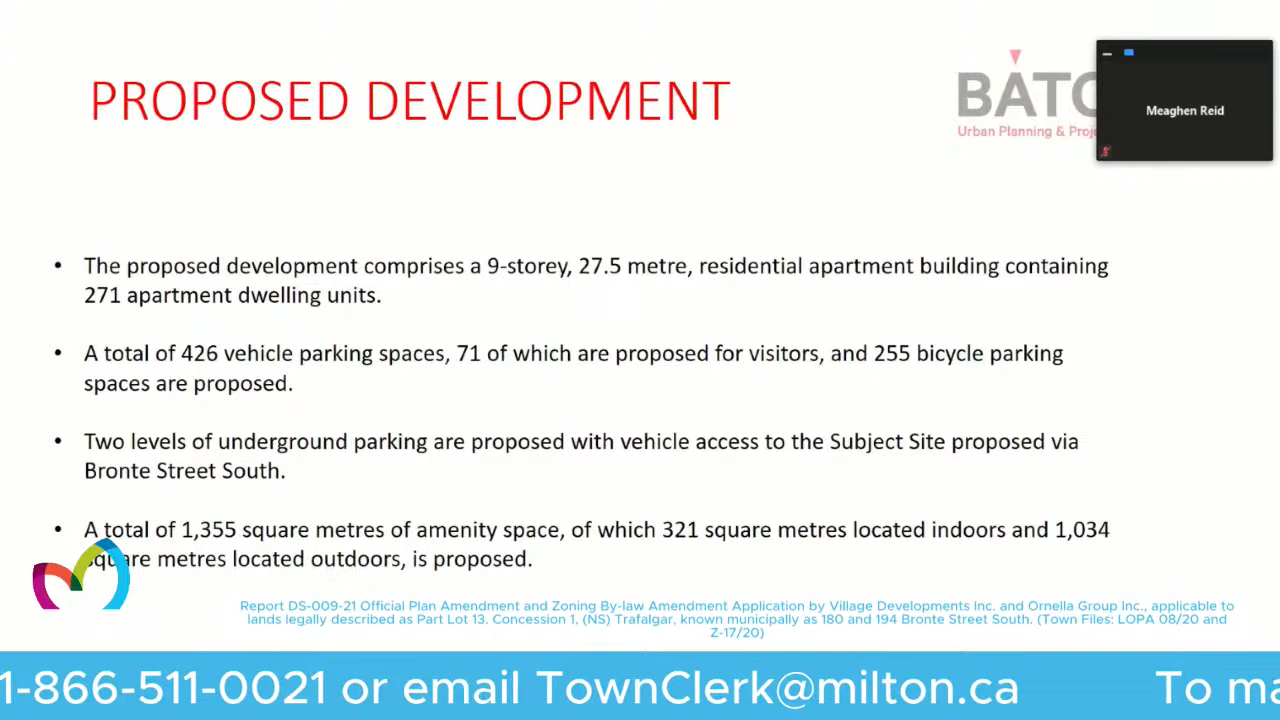 PROPOSED DEVELOPMENT
Urban Planning &
Meaghen Reid
• The proposed development comprises a 9-storey, 27.5 metre, residential apartment building containing
271 apartment dwelling units.
• A total of 426 vehicle parking spaces, 71 of which are proposed for visitors, and 255 bicycle parking
spaces are proposed.
• Two levels of underground parking are proposed with vehicle access to the Subject Site proposed via
Bronte Street South.
• A total of 1,355 square metres of amenity space, of which 321 square metres located indoors and 1,034
square metres located outdoors, is proposed.
Report DS-009-21 Official Plan Amendment and Zoning By-law Amendment Application by Village Developments Inc. and Ornella Group Inc., applicable to
lands legally described as Part Lot 13. Concession 1, (NS) Trafalgar, known municipally as 180 and 194 Bronte Street South. (Town Files: LOPA 08/20 and
Z-17/20)
1-866-511-0021 or email TownClerk@milton.ca To